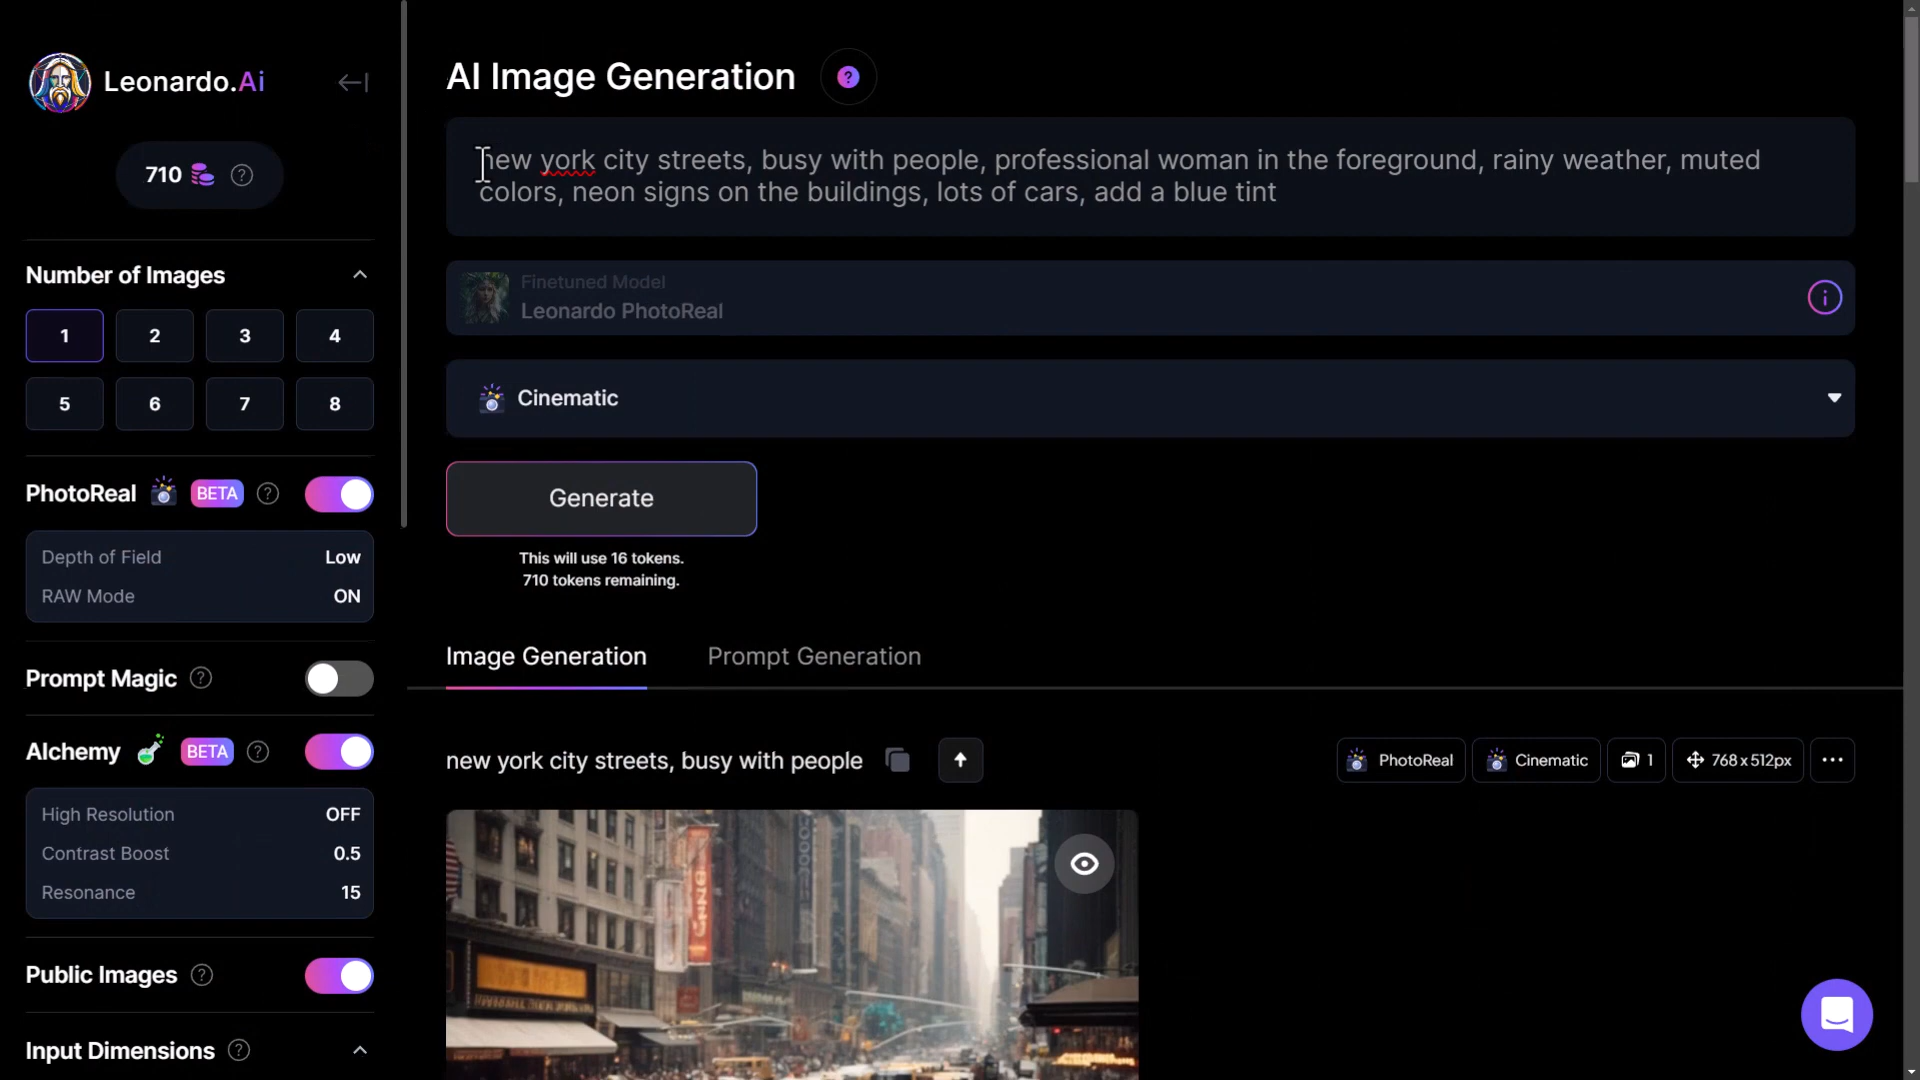 Leonardo.Ai
710
Number of Images
1
2
3
4
5
6
7
8
PhotoReal BETA
Depth of Field Low
RAW Mode ON
Prompt Magic
Alchemy BETA
High Resolution OFF
Contrast Boost 0.5
Resonance 15
Public Images
Input Dimensions
AI Image Generation
new york city streets, busy with people, professional woman in the foreground, rainy weather, muted
colors, neon signs on the buildings, lots of cars, add a blue tint
Finetuned Model
Leonardo PhotoReal
Cinematic
Generate
This will use 16 tokens.
710 tokens remaining.
Image Generation
Prompt Generation
new york city streets, busy with people
PhotoReal
Cinematic
1
768 x 512px